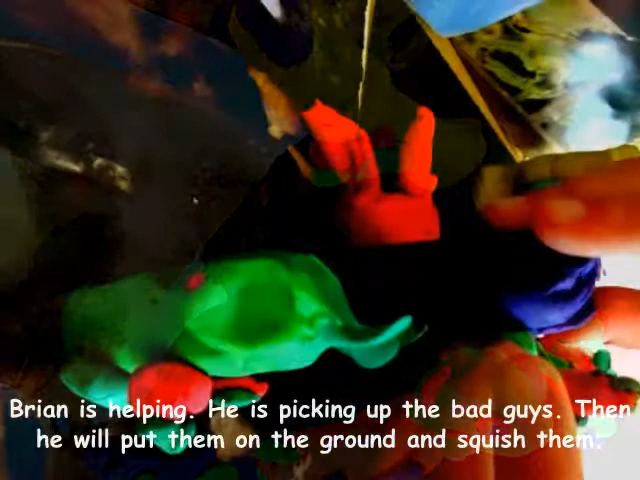 Brian is helping. He is picking up the bad guys. Then
he will put them on the ground and squish them.